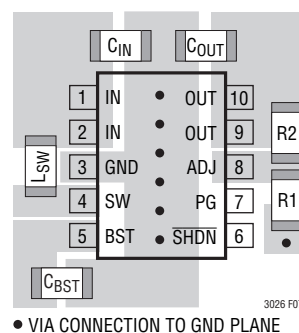 CIN COUT
1 IN OUT 10
2 IN OUT 9
3 GND ADJ 8
4 SW PG 7
5 BST SHDN 6
LSW
R2
R1
CBST
3026 F0
• VIA CONNECTION TO GND PLANE